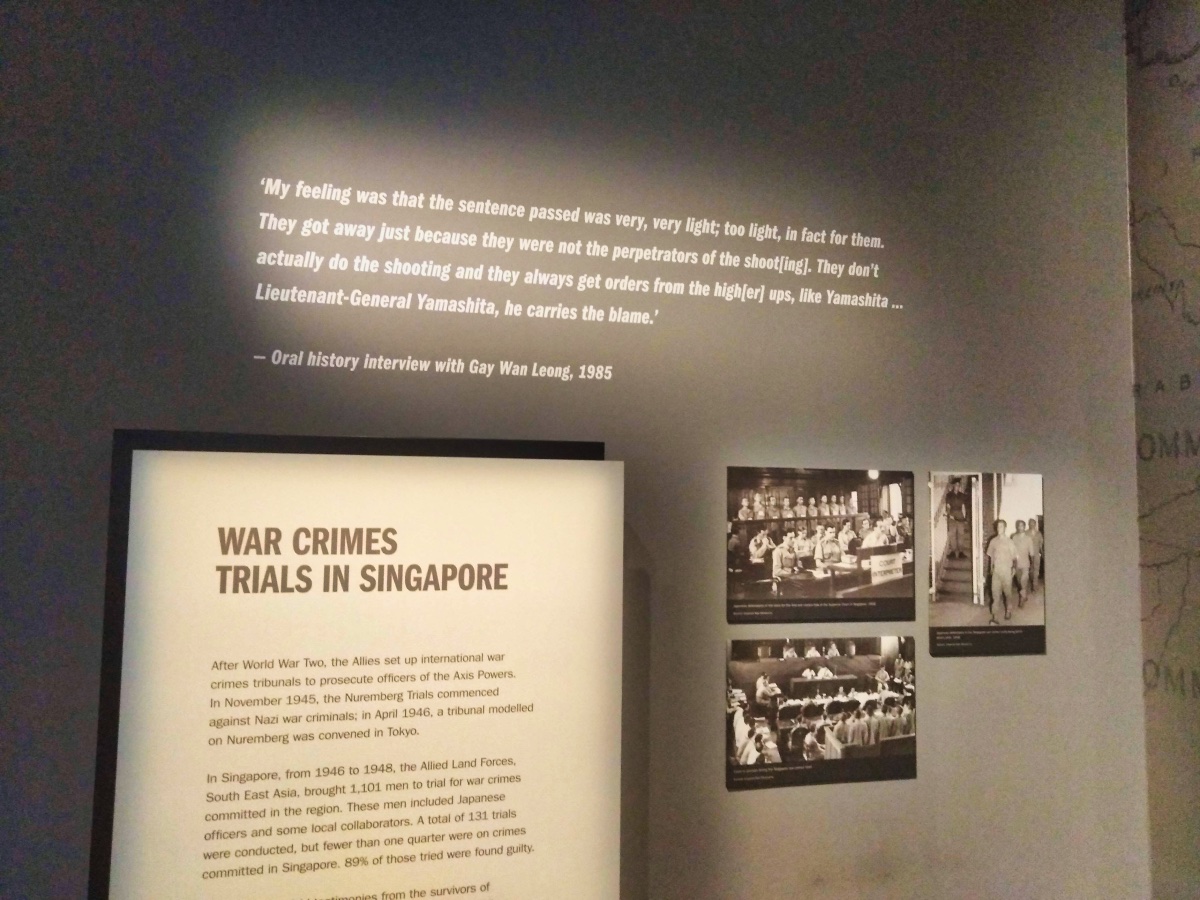 ‘My feeling was that the sentence passed was very, very light; too light, in fact for them.
They got away just because they were not the perpetrators of the shoot[ing]. They don’t
actually do the shooting and they always get orders from the high[er] ups, like Yamashita ...
Lieutenant-General Yamashita, he carries the blame.’
— Oral history interview with Gay Wan Leong, 1985
WAR CRIMES
TRIALS IN SINGAPORE
After World War Two, the Allies set up international war
crimes tribunals to prosecute officers of the Axis Powers.
In November 1945, the Nuremberg Trials commenced
against Nazi war criminals; in April 1946, a tribunal modelled
on Nuremberg was convened in Tokyo.
In Singapore, from 1946 to 1948, the Allied Land Forces,
South East Asia, brought 1,101 men to trial for war crimes
committed in the region. These men included Japanese
officers and some local collaborators. A total of 131 trials
were conducted, but fewer than one quarter were on crimes
committed in Singapore. 89% of those tried were found guilty.
testimonies from the survivors of
COURT
INTERPRETER